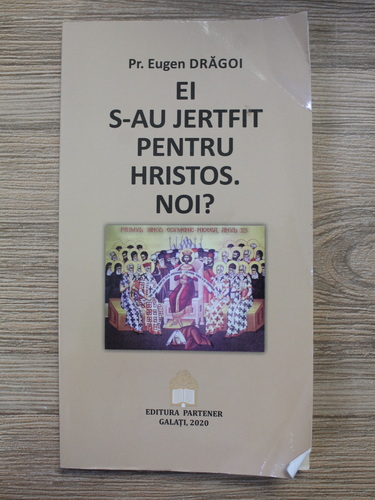 Pr. Eugen DRĂGOI
EI
S-AU JERTFIT
PENTRU
HRISTOS.
NOI?
EDITURA PARTENER
GALAȚI, 2020